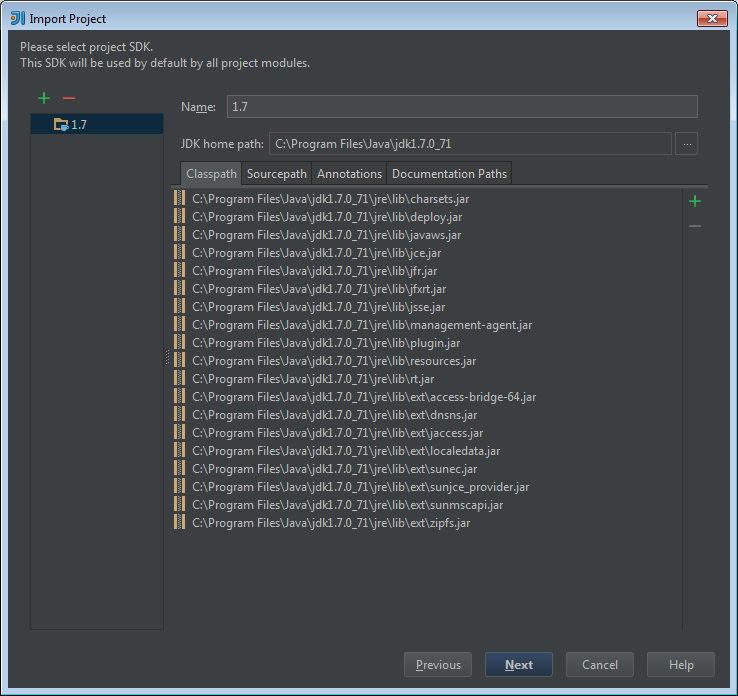 Import Project
Please select project SDK.
This SDK will be used by default by all project modules.
1.7
Name: 1.7
JDK home path: C:\Program Files\Java\jdk1.7.0_71 ...
Classpath Sourcepath Annotations Documentation Paths
C:\Program Files\Java\jdk1.7.0_71\jre\lib\charsets.jar
C:\Program Files\Java\jdk1.7.0_71\jre\lib\deploy.jar
C:\Program Files\Java\jdk1.7.0_71\jre\lib\javaws.jar
C:\Program Files\Java\jdk1.7.0_71\jre\lib\jce.jar
C:\Program Files\Java\jdk1.7.0_71\jre\lib\jfr.jar
C:\Program Files\Java\jdk1.7.0_71\jre\lib\jfxrt.jar
C:\Program Files\Java\jdk1.7.0_71\jre\lib\jsse.jar
C:\Program Files\Java\jdk1.7.0_71\jre\lib\management-agent.jar
C:\Program Files\Java\jdk1.7.0_71\jre\lib\plugin.jar
C:\Program Files\Java\jdk1.7.0_71\jre\lib\resources.jar
C:\Program Files\Java\jdk1.7.0_71\jre\lib\rt.jar
C:\Program Files\Java\jdk1.7.0_71\jre\lib\ext\access-bridge-64.jar
C:\Program Files\Java\jdk1.7.0_71\jre\lib\ext\dnsns.jar
C:\Program Files\Java\jdk1.7.0_71\jre\lib\ext\jaccess.jar
C:\Program Files\Java\jdk1.7.0_71\jre\lib\ext\localedata.jar
C:\Program Files\Java\jdk1.7.0_71\jre\lib\ext\sunec.jar
C:\Program Files\Java\jdk1.7.0_71\jre\lib\ext\sunjce_provider.jar
C:\Program Files\Java\jdk1.7.0_71\jre\lib\ext\sunmscapi.jar
C:\Program Files\Java\jdk1.7.0_71\jre\lib\ext\zipfs.jar
Previous Next Cancel Help